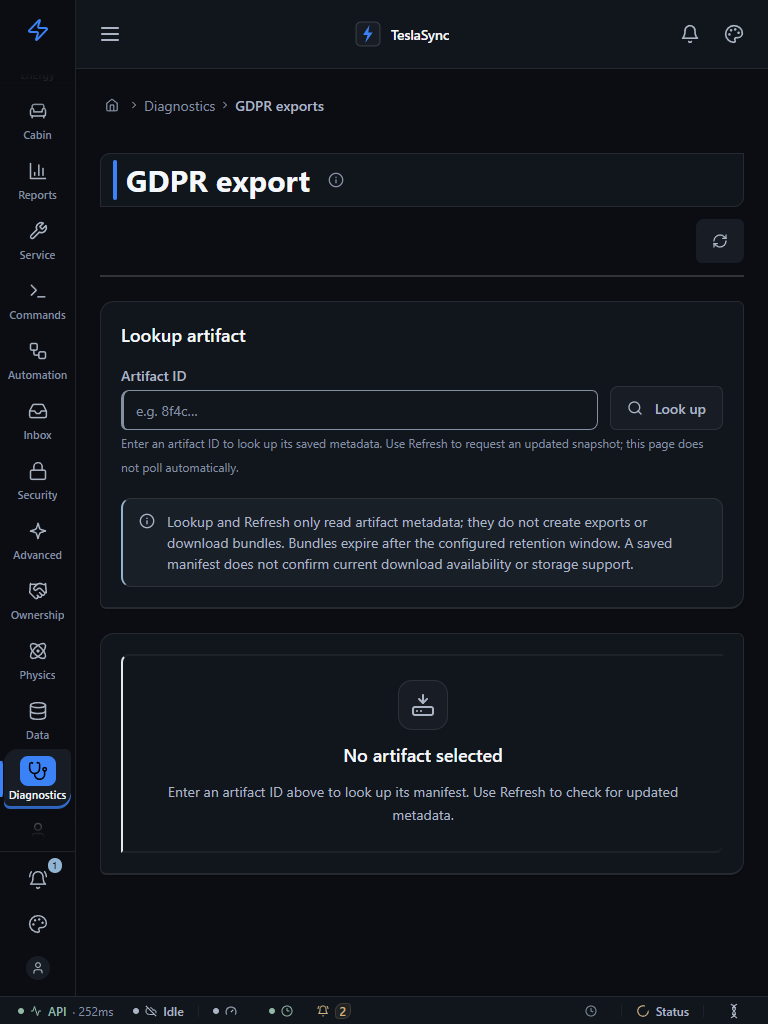 TeslaSync
Energy
Cabin
Reports
Service
Commands
Automation
Inbox
Security
Advanced
Ownership
Physics
Data
Diagnostics
1
Diagnostics
GDPR exports
GDPR export
Lookup artifact
Artifact ID
e.g. 8f4c...
Look up
Enter an artifact ID to look up its saved metadata. Use Refresh to request an updated snapshot; this page does
not poll automatically.
Lookup and Refresh only read artifact metadata; they do not create exports or
download bundles. Bundles expire after the configured retention window. A saved
manifest does not confirm current download availability or storage support.
No artifact selected
Enter an artifact ID above to look up its manifest. Use Refresh to check for updated
metadata.
API · 252ms
Idle
2
Status